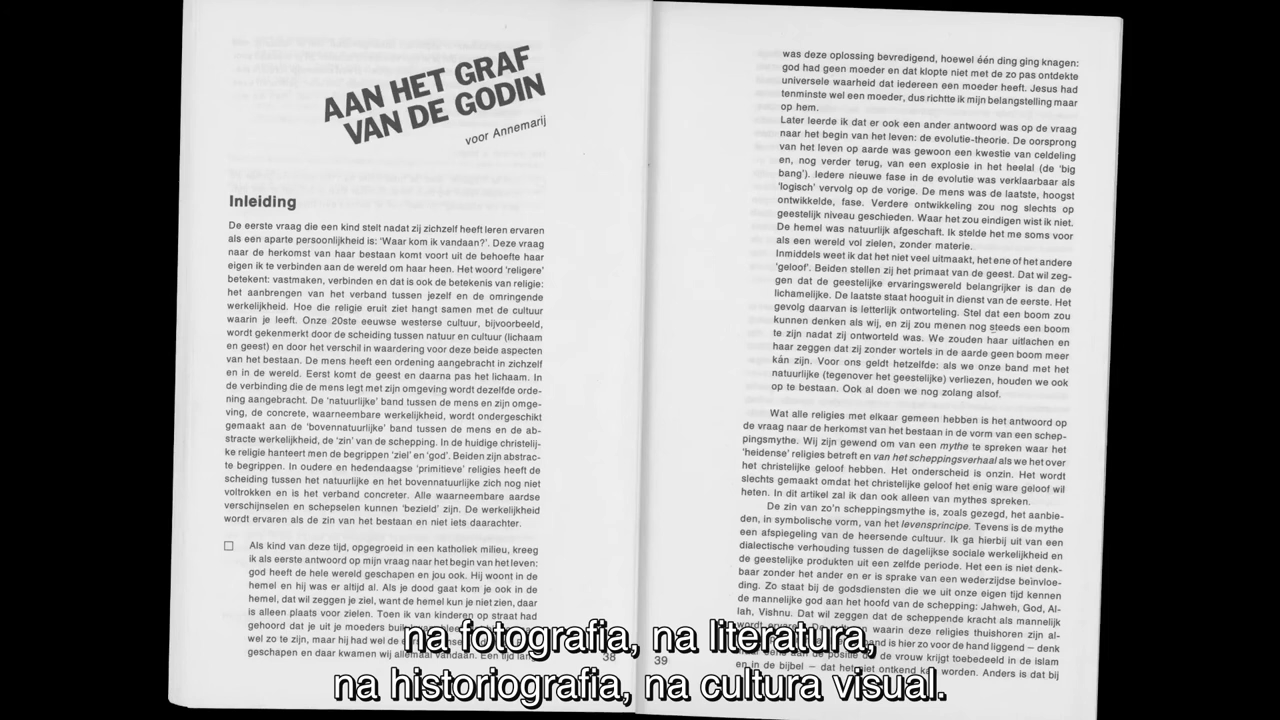 AAN HET GRAF
VAN DE GODIN
voor Annemarij
Inleiding
De eerste vraag die een kind stelt nadat zij zichzelf heeft leren ervaren
als een aparte persoonlijkheid is: 'Waar kom ik vandaan?'. Deze vraag
naar de herkomst van haar bestaan komt voort uit de behoefte haar
eigen ik te verbinden aan de wereld om haar heen. Het woord 'religere'
betekent: vastmaken, verbinden en dat is ook de betekenis van religie:
het aanbrengen van het verband tussen jezelf en de omringende
werkelijkheid. Hoe die religie eruit ziet hangt samen met de cultuur
waarin je leeft. Onze 20ste eeuwse westerse cultuur, bijvoorbeeld,
wordt gekenmerkt door de scheiding tussen natuur en cultuur (lichaam
en geest) en door het verschil in waardering voor deze beide aspecten
van het bestaan. De mens heeft een ordening aangebracht in zichzelf
en in de wereld. Eerst komt de geest en daarna pas het lichaam. In
de verbinding die de mens legt met zijn omgeving wordt dezelfde orde-
ning aangebracht. De 'natuurlijke' band tussen de mens en zijn omge-
ving, de concrete, waarneembare werkelijkheid, wordt ondergeschikt
gemaakt aan de 'bovennatuurlijke' band tussen de mens en de ab-
stracte werkelijkheid, de 'zin' van de schepping. In de huidige christelij-
ke religie hanteert men de begrippen 'ziel' en 'god'. Beiden zijn abstrac-
te begrippen. In oudere en hedendaagse 'primitieve' religies heeft de
scheiding tussen het natuurlijke en het bovennatuurlijke zich nog niet
voltrokken en is het verband concreter. Alle waarneembare aardse
verschijnselen en schepselen kunnen 'bezield' zijn. De werkelijkheid
wordt ervaren als de zin van het bestaan en niet iets daarachter.
Als kind van deze tijd, opgegroeid in een katholiek milieu, kreeg
ik als eerste antwoord op mijn vraag naar het begin van het leven:
god heeft de hele wereld geschapen en jou ook. Hij woont in de
hemel en hij was er altijd al. Als je dood gaat kom je ook in de
hemel, dat wil zeggen je ziel, want de hemel kun je niet zien, daar
is alleen plaats voor zielen. Toen ik van kinderen op straat had
gehoord dat je uit je moeders
wel zo te zijn, maar hij had wel de
geschapen en daar kwamen wij allemaal vandaan. Een tijd lang
38
was deze oplossing bevredigend, hoewel één ding ging knagen:
god had geen moeder en dat klopte niet met de zo pas ontdekte
universele waarheid dat iedereen een moeder heeft. Jesus had
tenminste wel een moeder, dus richtte ik mijn belangstelling maar
op hem.
Later leerde ik dat er ook een ander antwoord was op de vraag
naar het begin van het leven: de evolutie-theorie. De oorsprong
van het leven op aarde was gewoon een kwestie van celdeling
en, nog verder terug, van een explosie in het heelal (de 'big
bang'). Iedere nieuwe fase in de evolutie was verklaarbaar als
'logisch' vervolg op de vorige. De mens was de laatste, hoogst
ontwikkelde, fase. Verdere ontwikkeling zou nog slechts op
geestelijk niveau geschieden. Waar het zou eindigen wist ik niet.
De hemel was natuurlijk afgeschaft. Ik stelde het me soms voor
als een wereld vol zielen, zonder materie.
Inmiddels weet ik dat het niet veel uitmaakt, het ene of het andere
'geloof'. Beiden stellen zij het primaat van de geest. Dat wil zeg-
gen dat de geestelijke ervaringswereld belangrijker is dan de
lichamelijke. De laatste staat hooguit in dienst van de eerste. Het
gevolg daarvan is letterlijk ontworteling. Stel dat een boom zou
kunnen denken als wij, en zij zou menen nog steeds een boom
te zijn nadat zij ontworteld was. We zouden haar uitlachen en
haar zeggen dat zij zonder wortels in de aarde geen boom meer
kán zijn. Voor ons geldt hetzelfde: als we onze band met het
natuurlijke (tegenover het geestelijke) verliezen, houden we ook
op te bestaan. Ook al doen we nog zolang alsof.
Wat alle religies met elkaar gemeen hebben is het antwoord op
de vraag naar de herkomst van het bestaan in de vorm van een schep-
pingsmythe. Wij zijn gewend om van een mythe te spreken waar het
'heidense' religies betreft en van het scheppingsverhaal als we het over
het christelijke geloof hebben. Het onderscheid is onzin. Het wordt
slechts gemaakt omdat het christelijke geloof het enig ware geloof wil
heten. In dit artikel zal ik dan ook alleen van mythes spreken.
De zin van zo'n scheppingsmythe is, zoals gezegd, het aanbie-
den, in symbolische vorm, van het levensprincipe. Tevens is de mythe
een afspiegeling van de heersende cultuur. Ik ga hierbij uit van een
dialectische verhouding tussen de dagelijkse sociale werkelijkheid en
de geestelijke produkten uit een zelfde periode. Het een is niet denk-
baar zonder het ander en er is sprake van een wederzijdse beïnvloe-
ding. Zo staat bij de godsdiensten die we uit onze eigen tijd kennen
de mannelijke god aan het hoofd van de schepping: Jahweh, God, Al-
lah, Vishnu. Dat wil zeggen dat de scheppende kracht als mannelijk
waarin deze religies thuishoren zijn al-
is hier zo voor de hand liggend – denk
de vrouw krijgt toebedeeld in de islam
en in de bijbel – dat het niet ontkend kan worden. Anders is dat bij
39
na fotografia, na literatura,
na historiografia, na cultura visual.